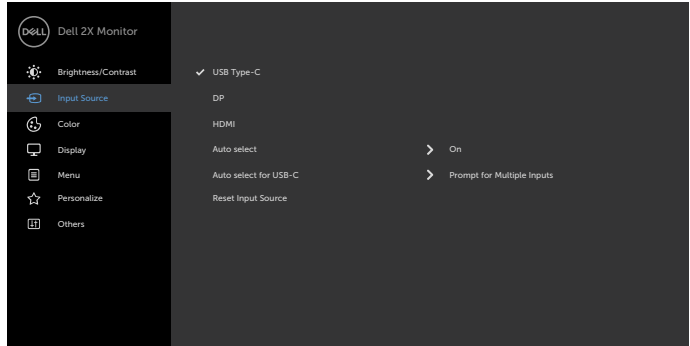 DELL
Dell 2X Monitor
Brightness/Contrast
Input Source
Color
Display
Menu
Personalize
Others
USB Type-C
DP
HDMI
Auto select
On
Auto select for USB-C
Prompt for Multiple Inputs
Reset Input Source